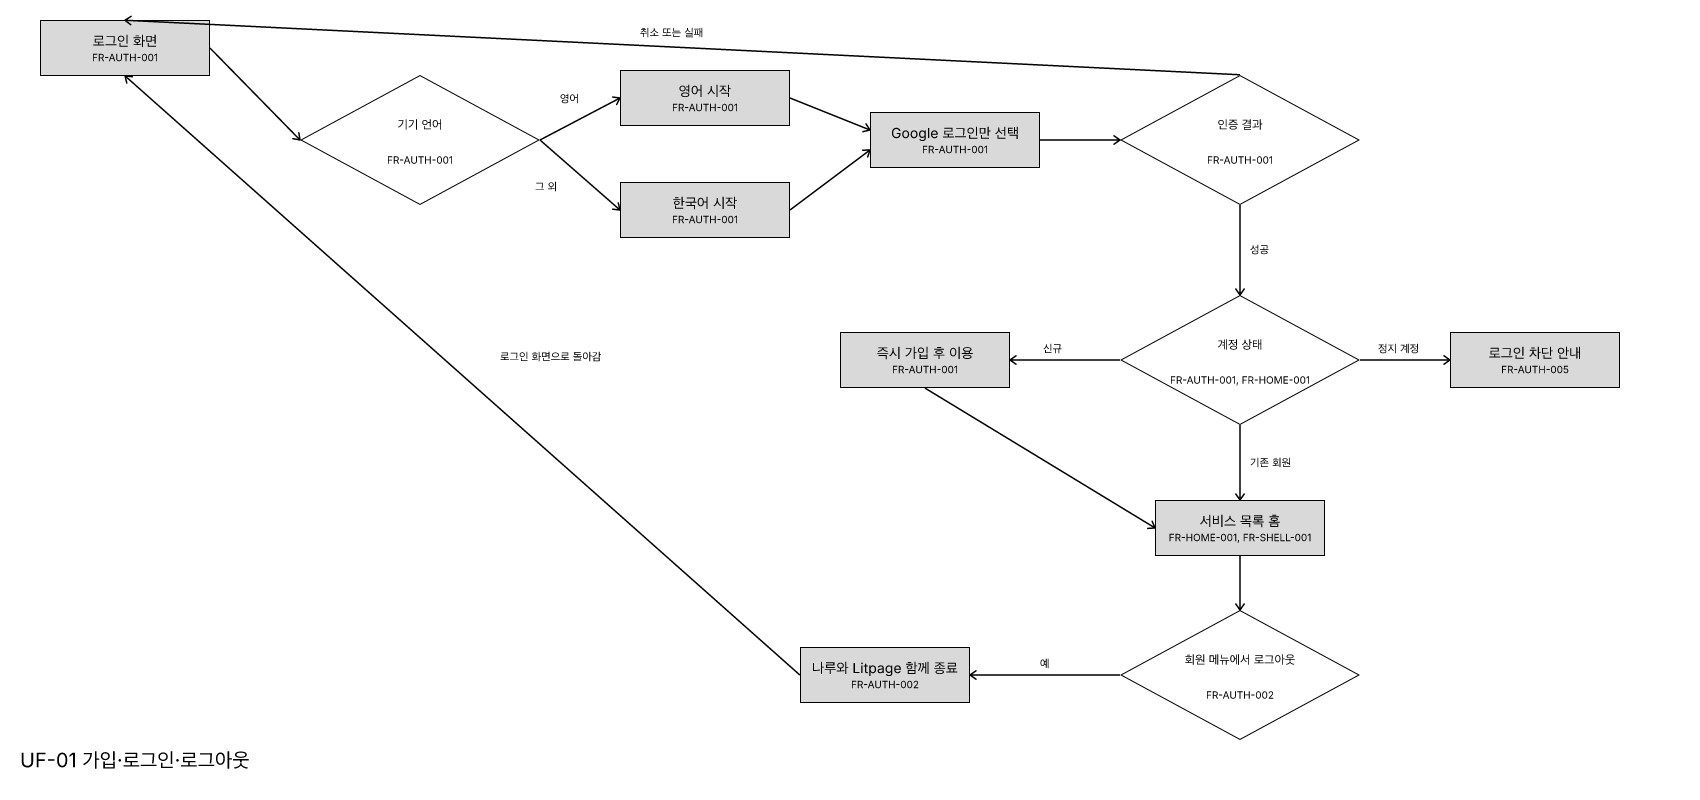 로그인 화면
FR-AUTH-001
취소 또는 실패
기기 언어
FR-AUTH-001
영어
그 외
영어 시작
FR-AUTH-001
한국어 시작
FR-AUTH-001
Google 로그인만 선택
FR-AUTH-001
인증 결과
FR-AUTH-001
성공
계정 상태
FR-AUTH-001, FR-HOME-001
신규
즉시 가입 후 이용
FR-AUTH-001
정지 계정
로그인 차단 안내
FR-AUTH-005
기존 회원
서비스 목록 홈
FR-HOME-001, FR-SHELL-001
회원 메뉴에서 로그아웃
FR-AUTH-002
예
나루와 Litpage 함께 종료
FR-AUTH-002
로그인 화면으로 돌아감
UF-01 가입·로그인·로그아웃